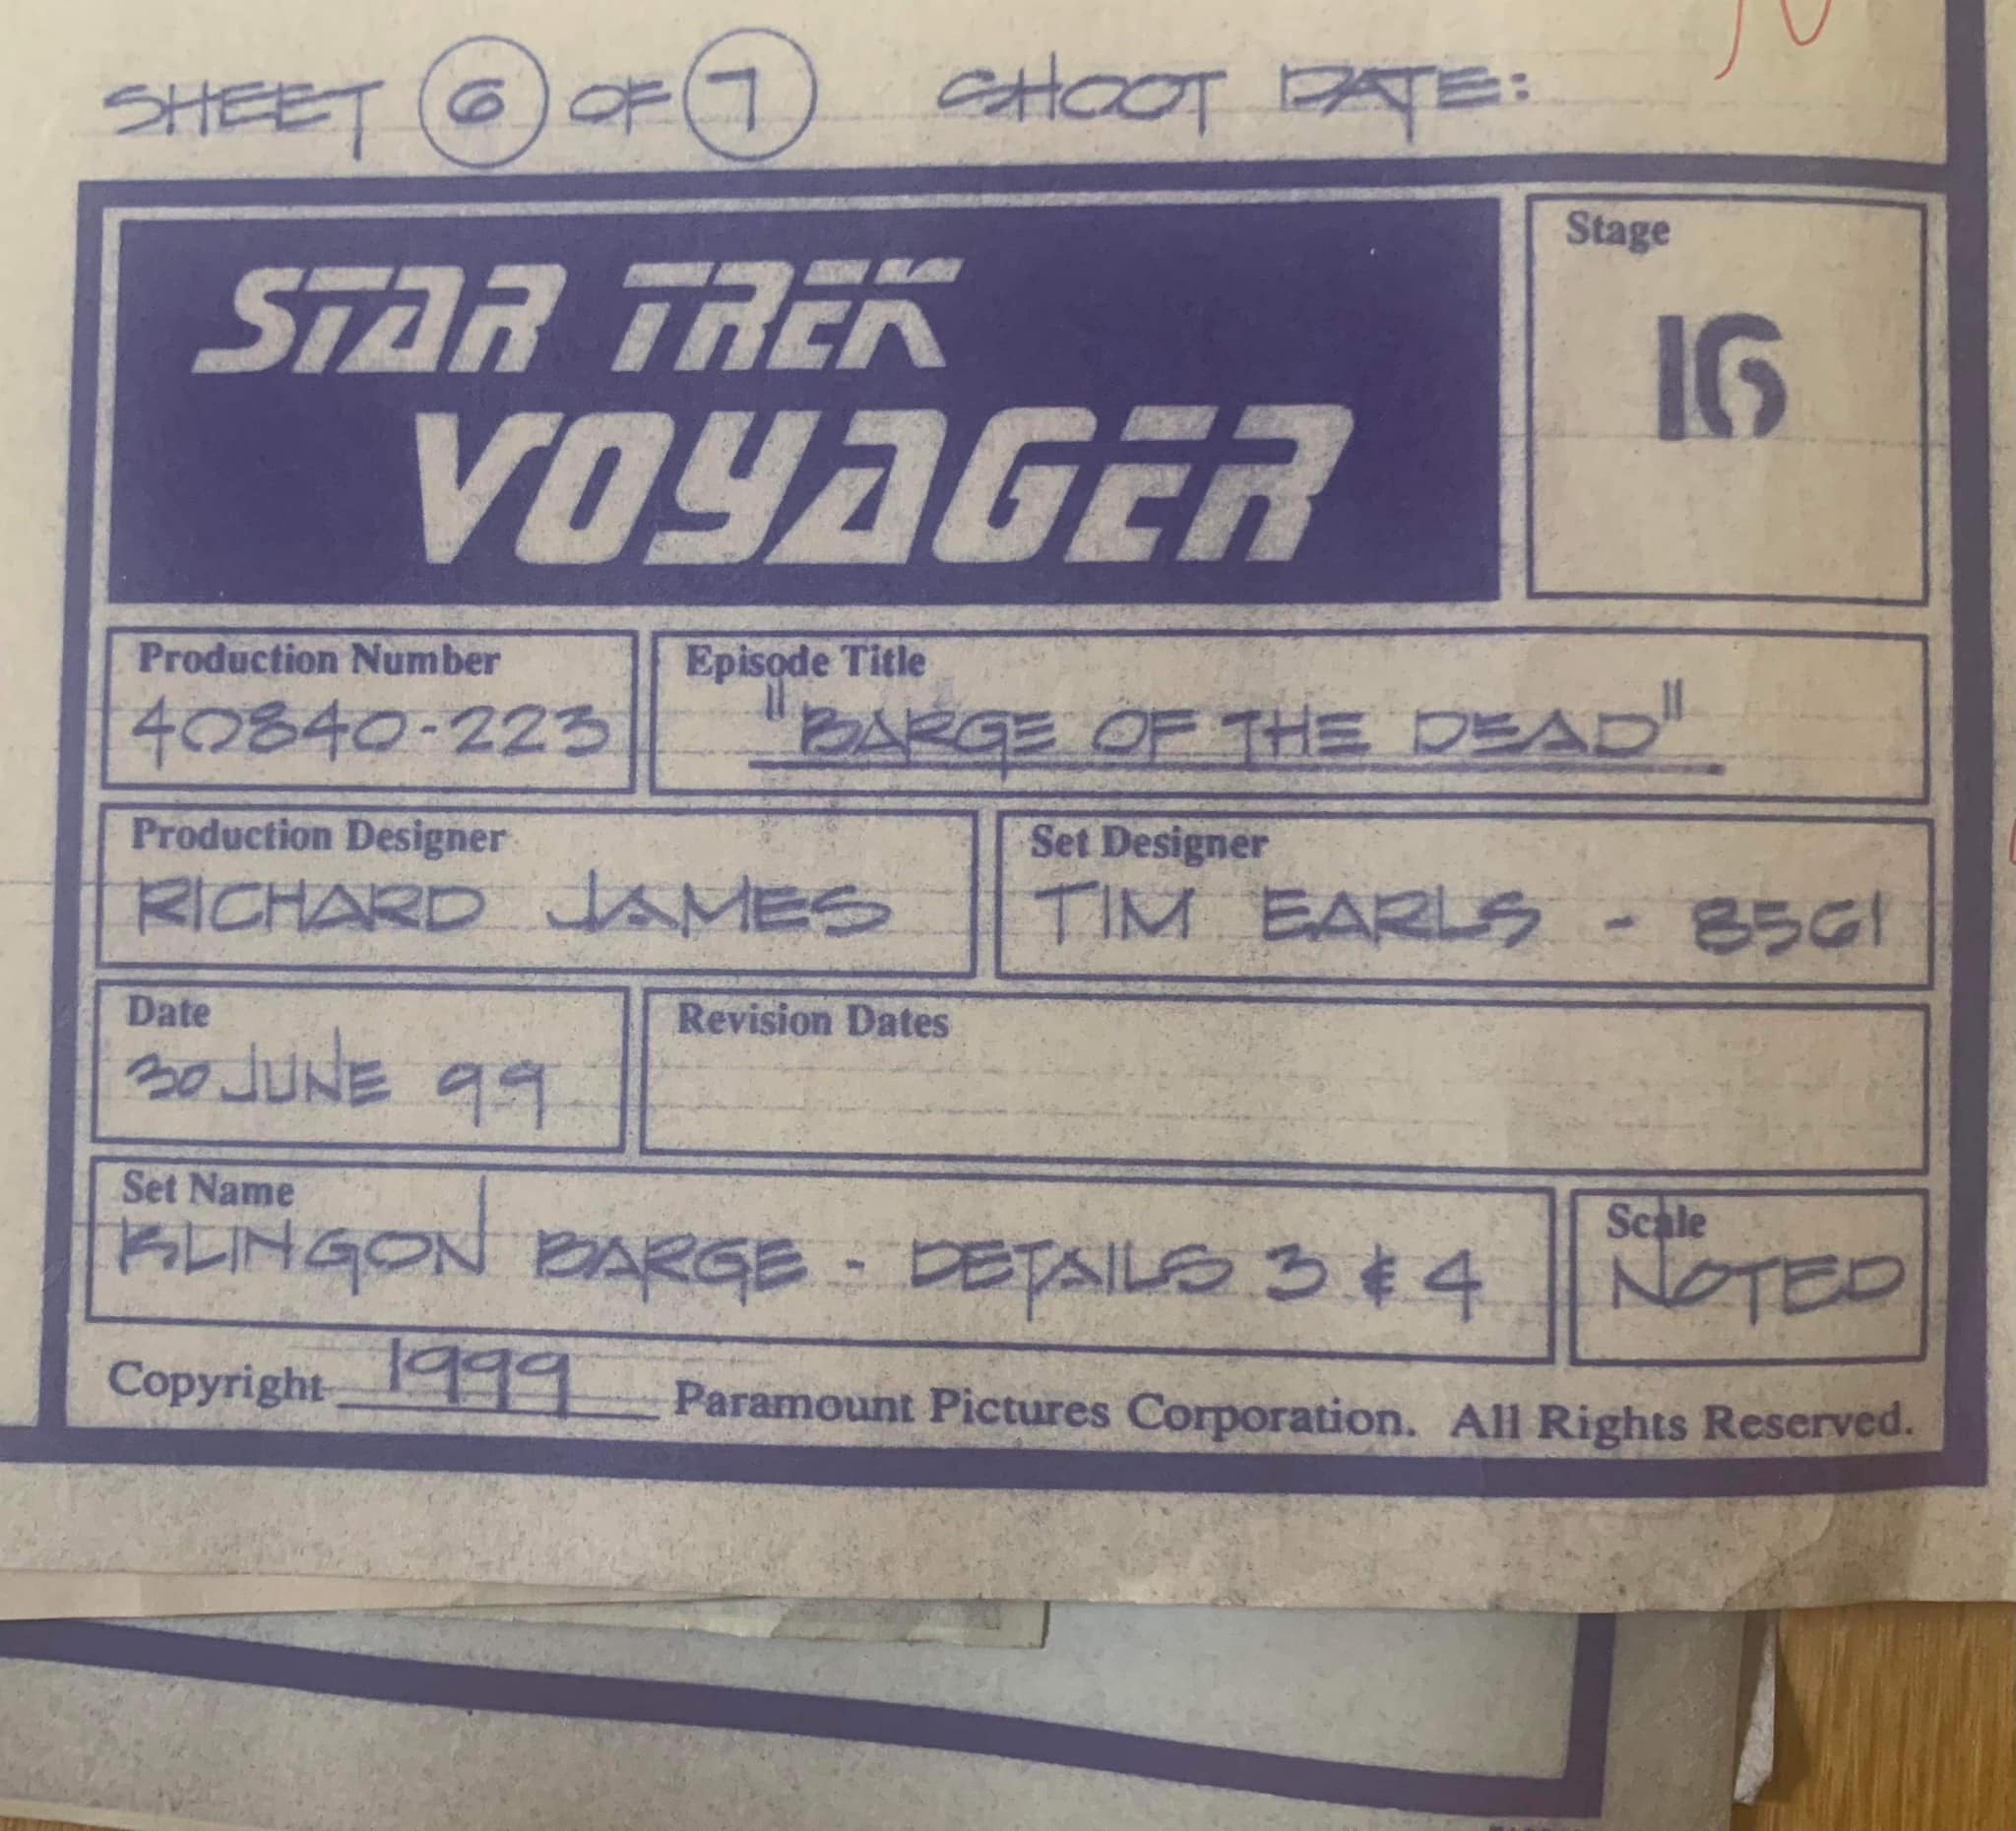 SHEET 6 OF 7 SHOOT DATE:
STAR TREK
VOYAGER
Stage
16
Production Number
40840-223
Episode Title
"BARGE OF THE DEAD"
Production Designer
RICHARD JAMES
Set Designer
TIM EARLS - 8561
Date
30 JUNE 99
Revision Dates
Set Name
KLINGON BARGE - DETAILS 3 & 4
Scale
NOTED
Copyright 1999 Paramount Pictures Corporation. All Rights Reserved.